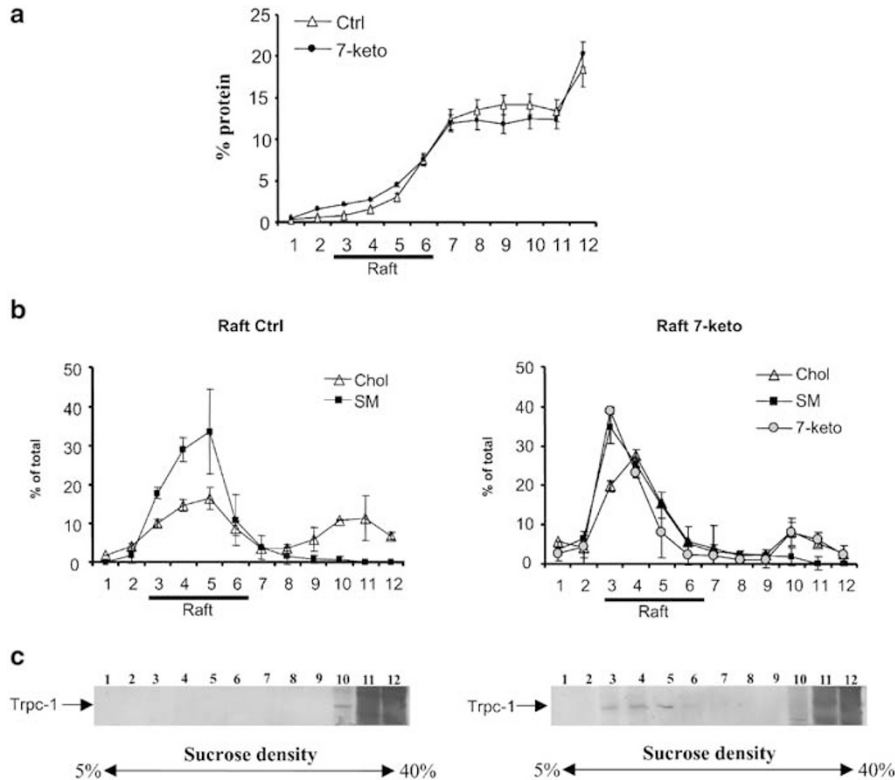 a
Ctrl
7-keto
% protein
25
20
15
10
5
0
1 2 3 4 5 6 7 8 9 10 11 12
Raft
b
Raft Ctrl
Chol
SM
% of total
50
40
30
20
10
0
1 2 3 4 5 6 7 8 9 10 11 12
Raft
Raft 7-keto
Chol
SM
7-keto
% of total
50
40
30
20
10
0
1 2 3 4 5 6 7 8 9 10 11 12
Raft
c
1 2 3 4 5 6 7 8 9 10 11 12
Trpc-1
Sucrose density
5% 40%
1 2 3 4 5 6 7 8 9 10 11 12
Trpc-1
Sucrose density
5% 40%